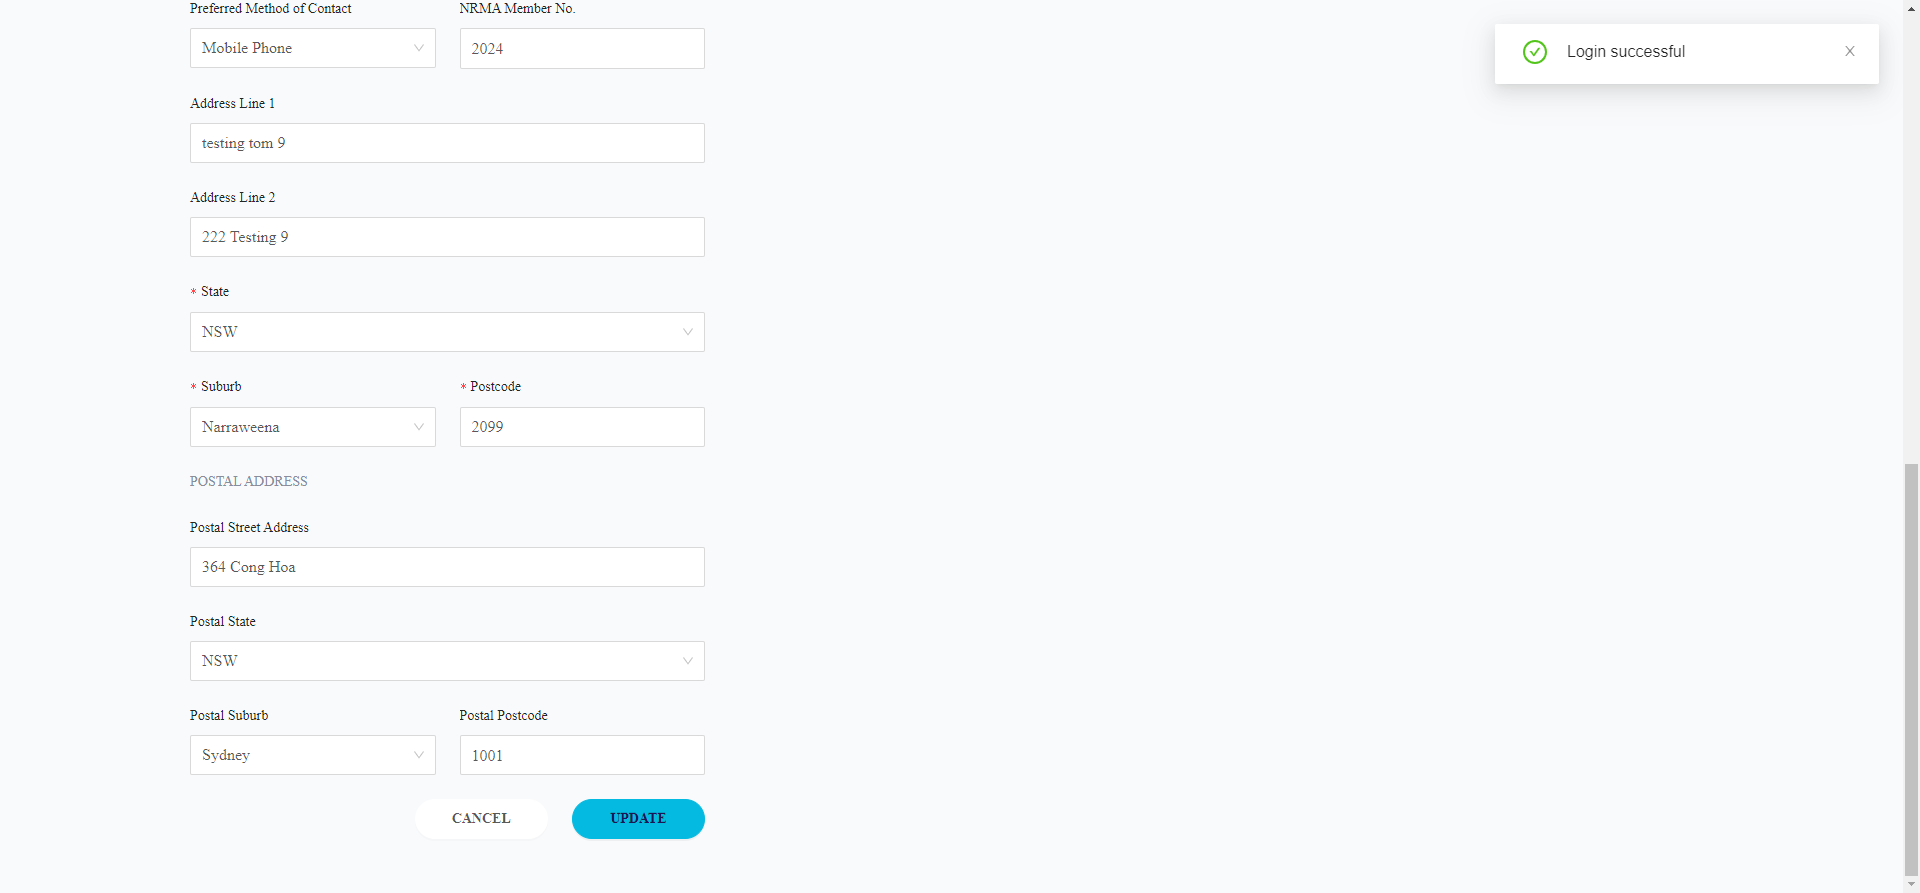 Preferred Method of Contact
NRMA Member No.
Mobile Phone
2024
Login successful
Address Line 1
testing tom 9
Address Line 2
222 Testing 9
* State
NSW
* Suburb
* Postcode
Narraweena
2099
POSTAL ADDRESS
Postal Street Address
364 Cong Hoa
Postal State
NSW
Postal Suburb
Postal Postcode
Sydney
1001
CANCEL
UPDATE